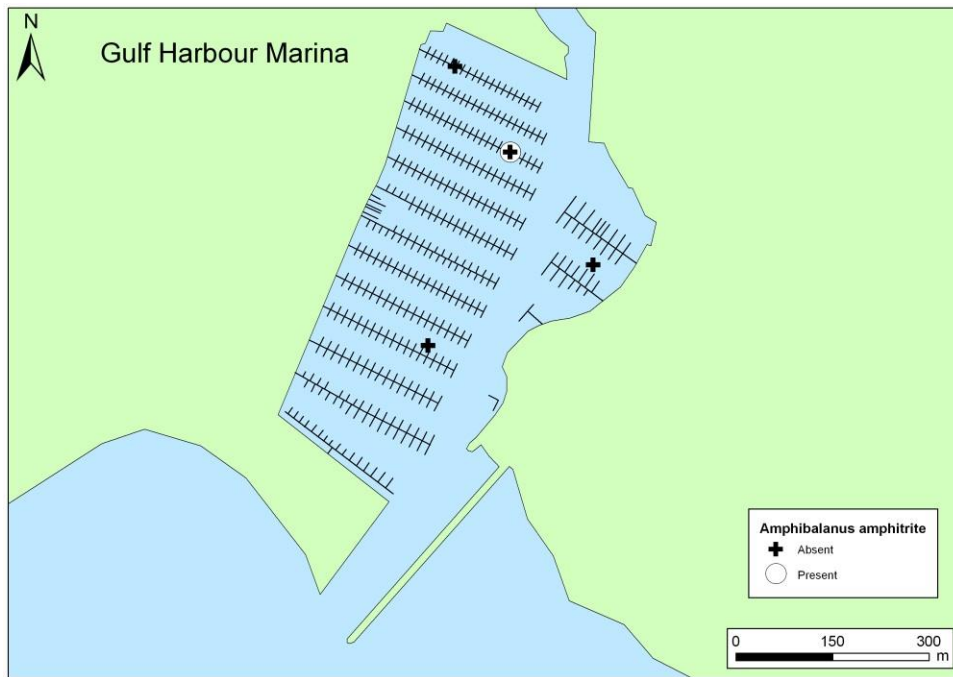 N
Gulf Harbour Marina
Amphibalanus amphitrite
Absent
Present
0 150 300
m